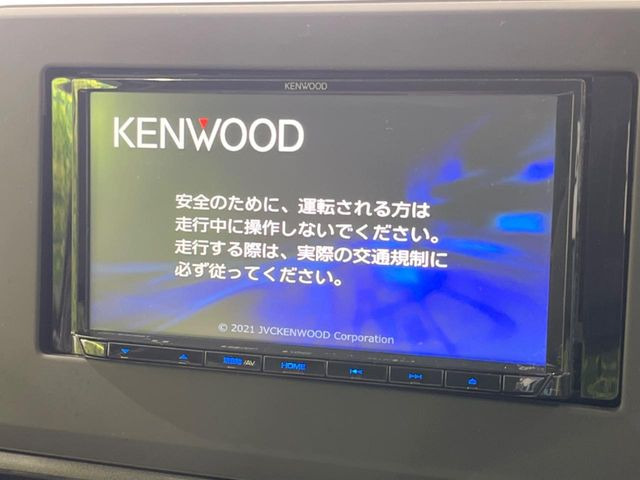 KENWOOD
KENWOOD
安全のために、運転される方は
走行中に操作しないでください。
走行する際は、実際の交通規制に
必ず従ってください。
© 2021 JVCKENWOOD Corporation
/AV HOME